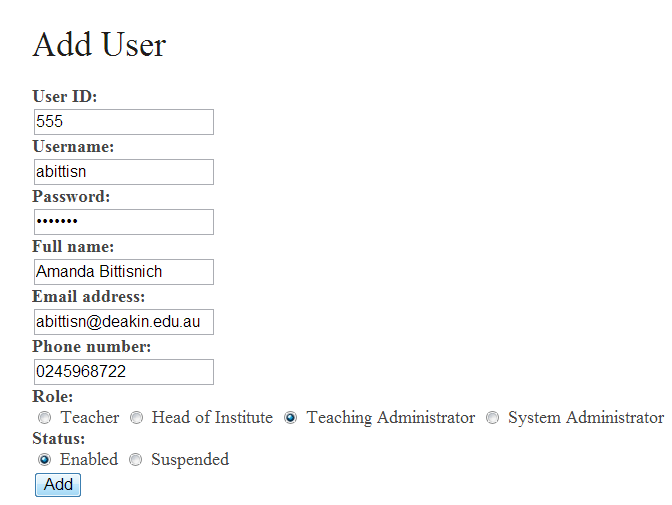 Add User
User ID:
555
Username:
abittisn
Password:
•••••••
Full name:
Amanda Bittisnich
Email address:
abittisn@deakin.edu.au
Phone number:
0245968722
Role:
Teacher Head of Institute Teaching Administrator System Administrator
Status:
Enabled Suspended
Add